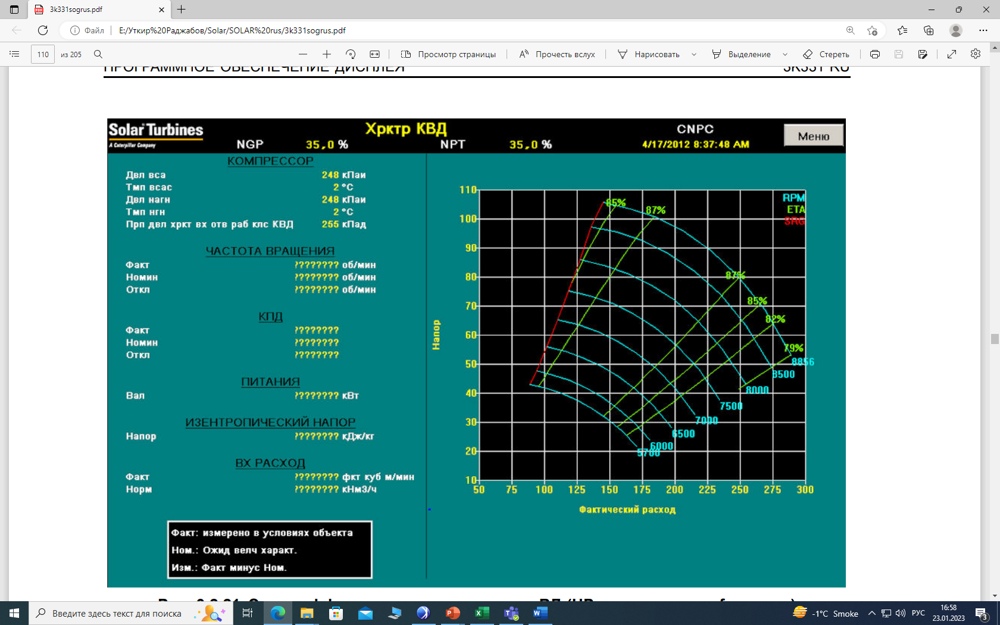 3k331sogrus.pdf
Файл
E:/Уткир%20Раджабов/Solar/SOLAR%20rus/3k331sogrus.pdf
110 из 205
Просмотр страницы
Прочесть вслух
Нарисовать
Выделение
Стереть
ПРОГРАММНОЕ ОБЕСПЕЧЕНИЕ ДИСПЛЕЯ 3K331 RU
Solar Turbines
A Caterpillar Company
Хрктр КВД
CNPC
Меню
NGP 35,0 % NPT 35,0 % 4/17/2012 8:37:48 AM
КОМПРЕССОР
Двл вса 248 кПаи
Тмп всас 2 °C
Двл нагн 248 кПаи
Тмп нгн 2 °C
Прп двл хркт вх отв раб клс КВД 255 кПад
ЧАСТОТА ВРАЩЕНИЯ
Факт ???????? об/мин
Номин ???????? об/мин
Откл ???????? об/мин
КПД
Факт ????????
Номин ????????
Откл ????????
ПИТАНИЯ
Вал ???????? кВт
ИЗЕНТРОПИЧЕСКИЙ НАПОР
Напор ???????? кДж/кг
ВХ РАСХОД
Факт ???????? фкт куб м/мин
Норм ???????? кНм3/ч
Факт: измерено в условиях объекта
Ном.: Ожид велч характ.
Изм.: Факт минус Ном.
Напор
110
100
90
80
70
60
50
40
30
20
10
RPM
ETA
SRG
85%
87%
87%
85%
82%
79%
8856
8500
8000
7500
7000
6500
6000
5700
50 75 100 125 150 175 200 225 250 275 300
Фактический расход
Введите здесь текст для поиска
-1°C Smoke
РУС
16:58
23.01.2023
3